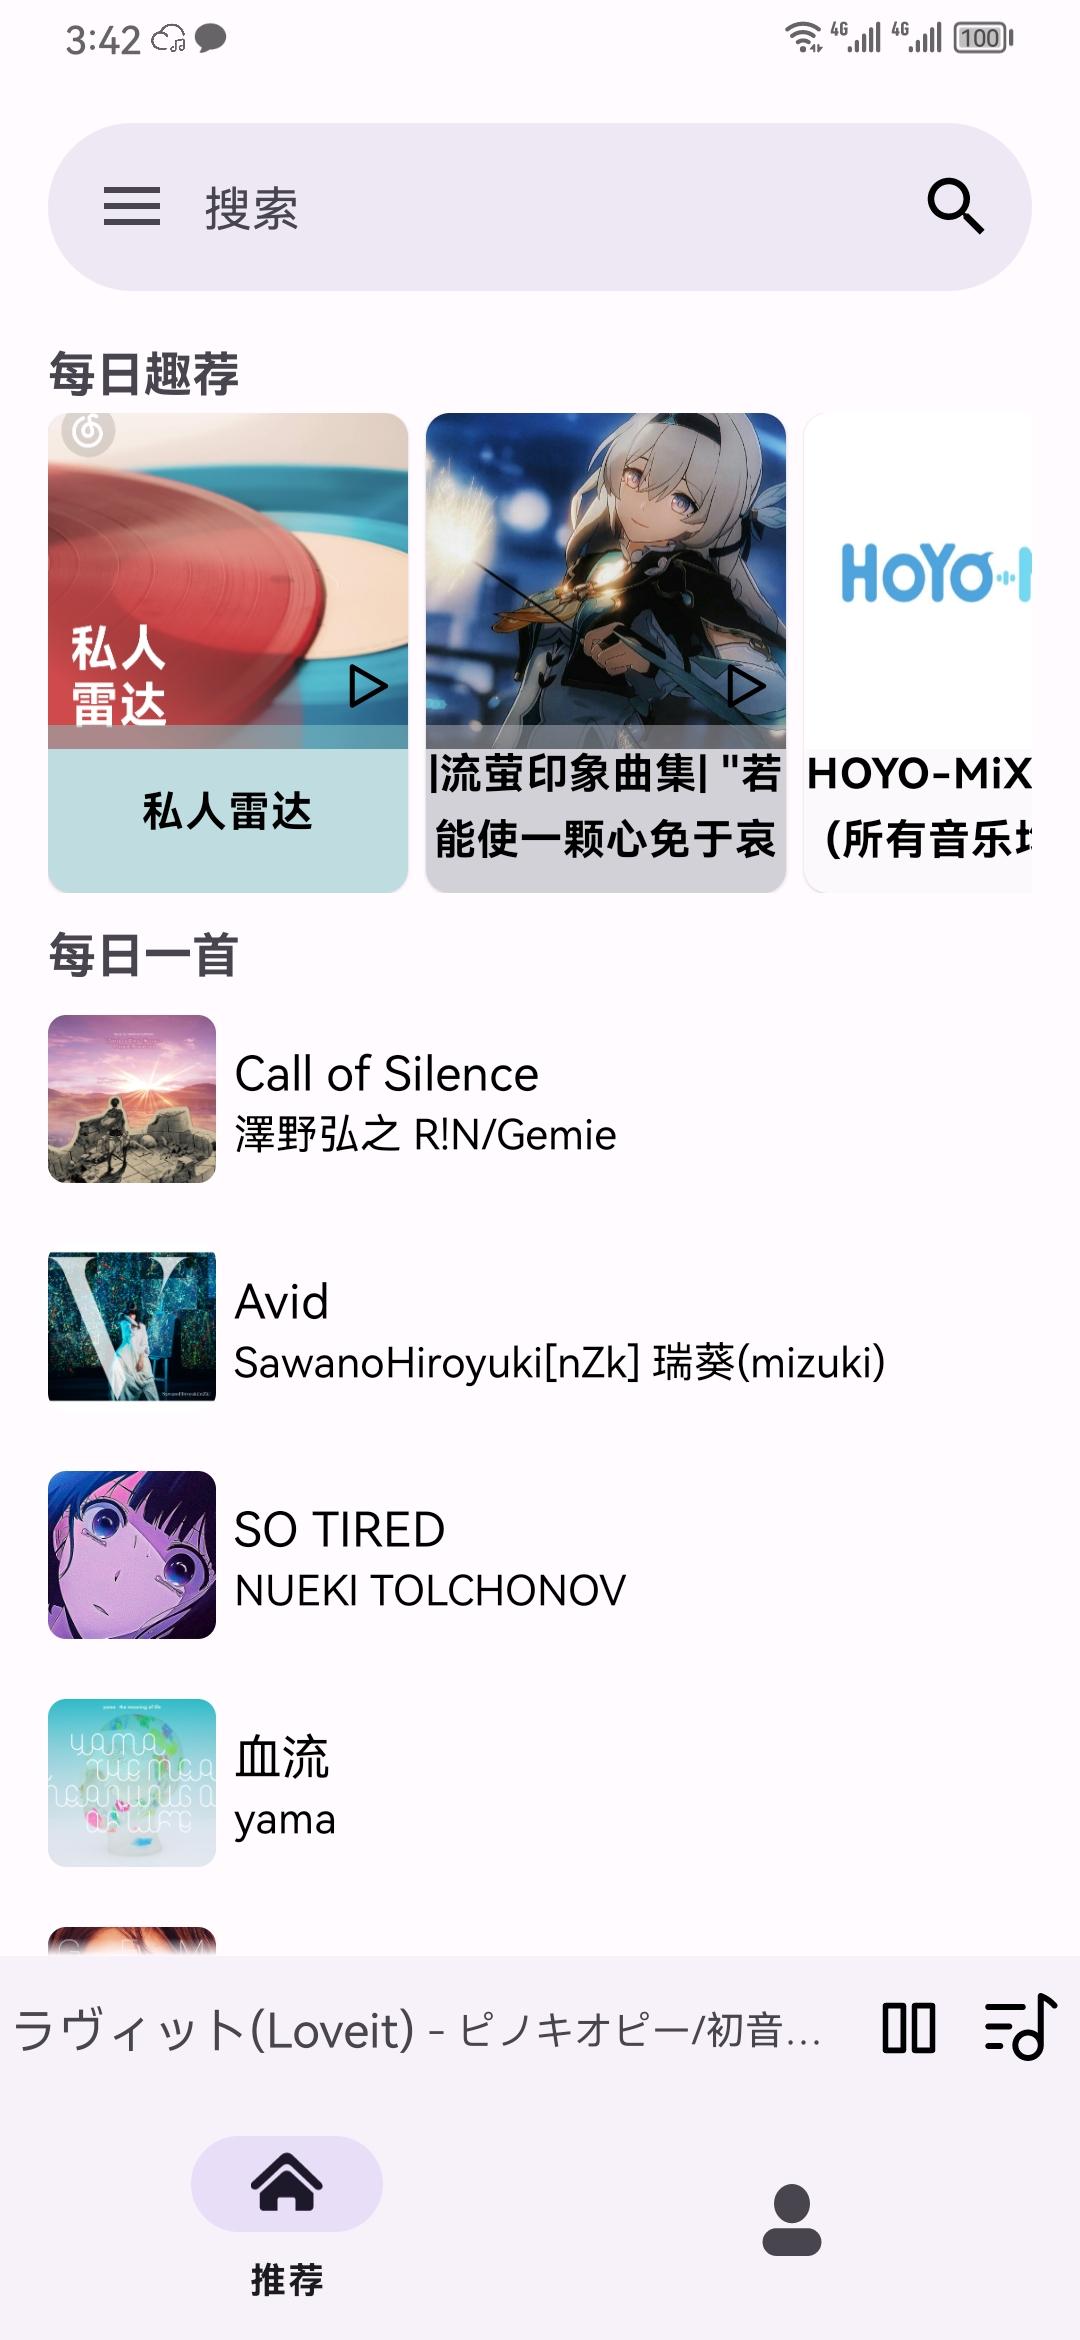 3:42
4G 4G 100
搜索
每日趣荐
私人
雷达
HOYO-
私人雷达
|流萤印象曲集| "若
能使一颗心免于哀
HOYO-MiX
(所有音乐
每日一首
Call of Silence
澤野弘之 R!N/Gemie
Avid
SawanoHiroyuki[nZk] 瑞葵(mizuki)
SO TIRED
NUEKI TOLCHONOV
血流
yama
G E M
ラヴィット(Loveit) - ピノキオピー/初音...
推荐